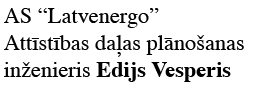 AS “Latvenergo”
Attīstības daļas plānošanas
inženieris Edijs Vesperis